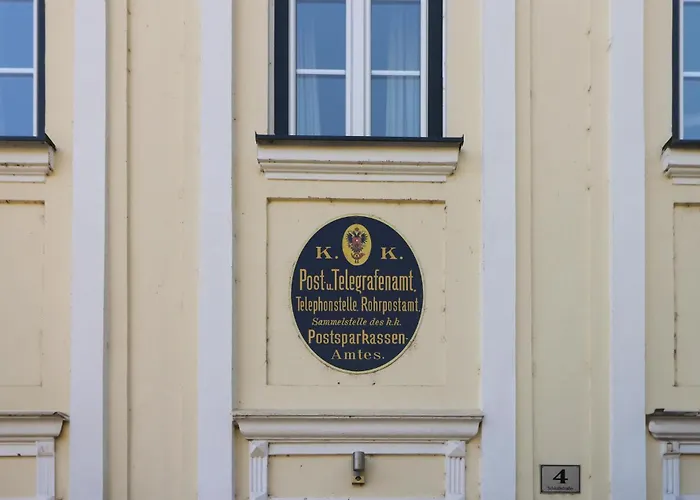 K. K.
Post u. Telegrafenamt,
Telephonstelle, Rohrpostamt,
Sammelstelle des k.k.
Postsparkassen-
Amtes.
4